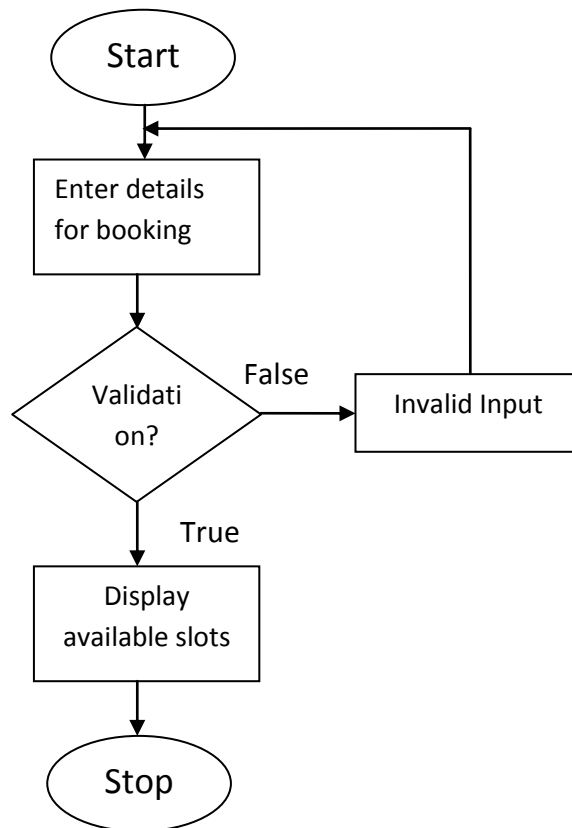 Start
Enter details
for booking
False
Validati
on?
Invalid Input
True
Display
available slots
Stop